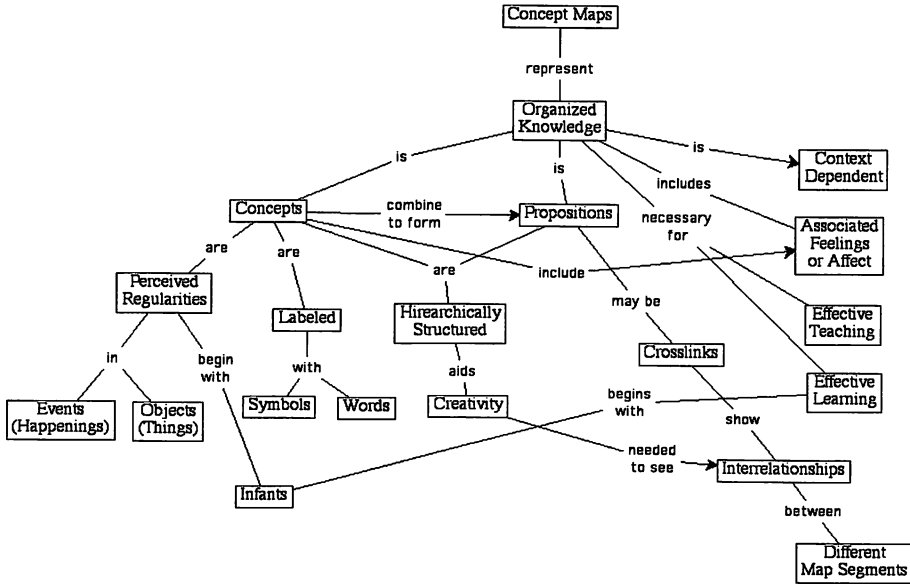 Concept Maps
represent
Organized
Knowledge
is
is
is
Context
Dependent
includes
Concepts
combine
to form
Propositions
necessary
for
Associated
Feelings
or Affect
are
are
are
include
Perceived
Regularities
Labeled
Hirearchically
Structured
may be
Effective
Teaching
in
begin
with
with
aids
Crosslinks
Events
(Happenings)
Objects
(Things)
Symbols
Words
Creativity
begins
with
Effective
Learning
show
needed
to see
Interrelationships
Infants
between
Different
Map Segments